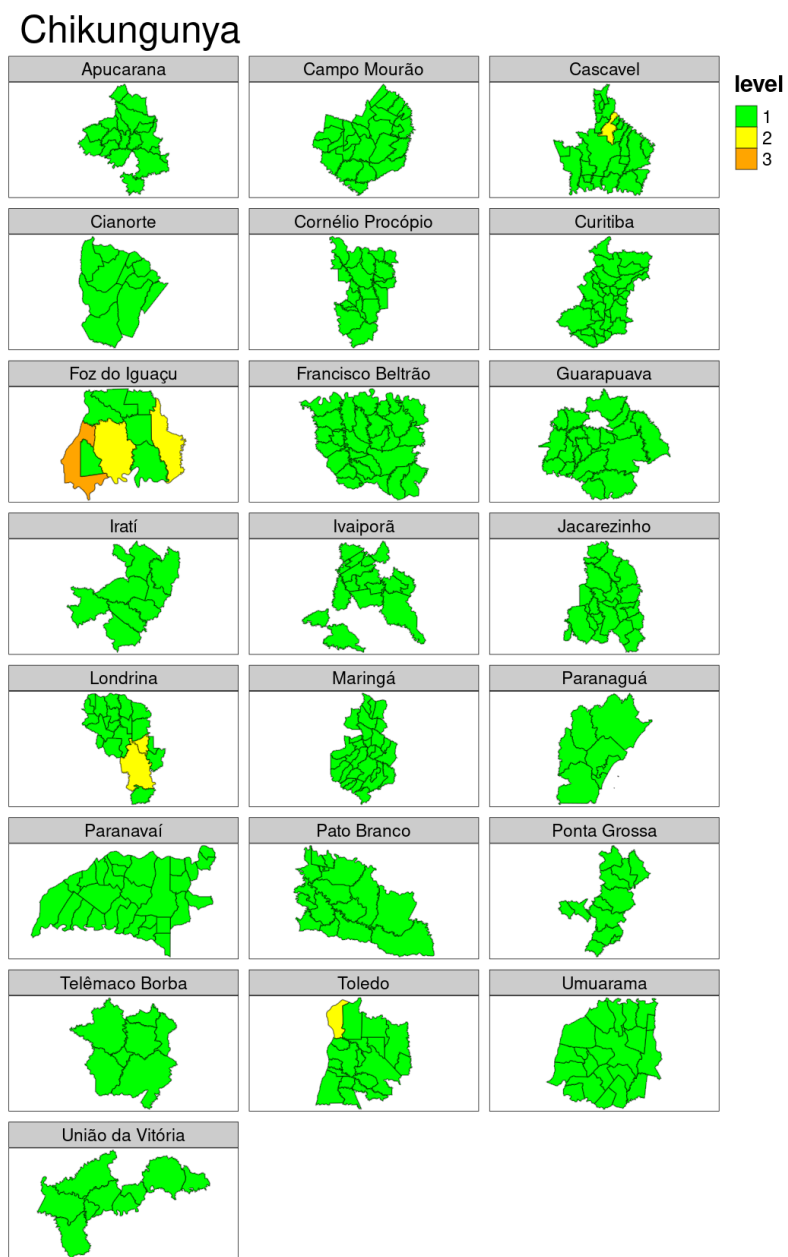 Chikungunya
Apucarana
Campo Mourão
Cascavel
level
1
2
3
Cianorte
Cornélio Procópio
Curitiba
Foz do Iguaçu
Francisco Beltrão
Guarapuava
Iratí
Ivaiporã
Jacarezinho
Londrina
Maringá
Paranaguá
Paranavaí
Pato Branco
Ponta Grossa
Telêmaco Borba
Toledo
Umuarama
União da Vitória